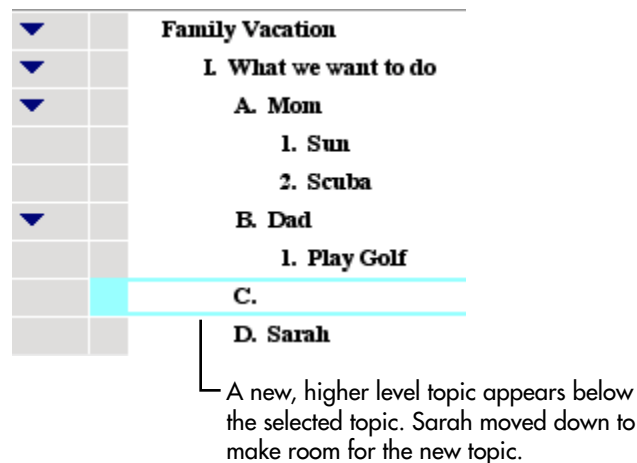 Family Vacation
I. What we want to do
A. Mom
1. Sun
2. Scuba
B. Dad
1. Play Golf
C.
D. Sarah
A new, higher level topic appears below
the selected topic. Sarah moved down to
make room for the new topic.